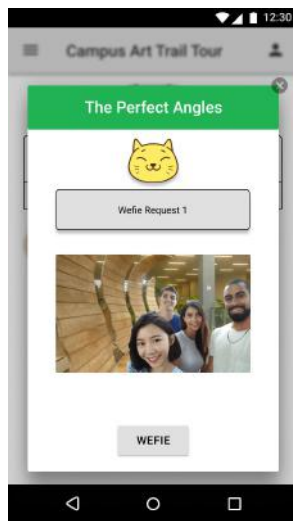 12:30
Campus Art Trail Tour
The Perfect Angles
Wefie Request 1
WEFIE